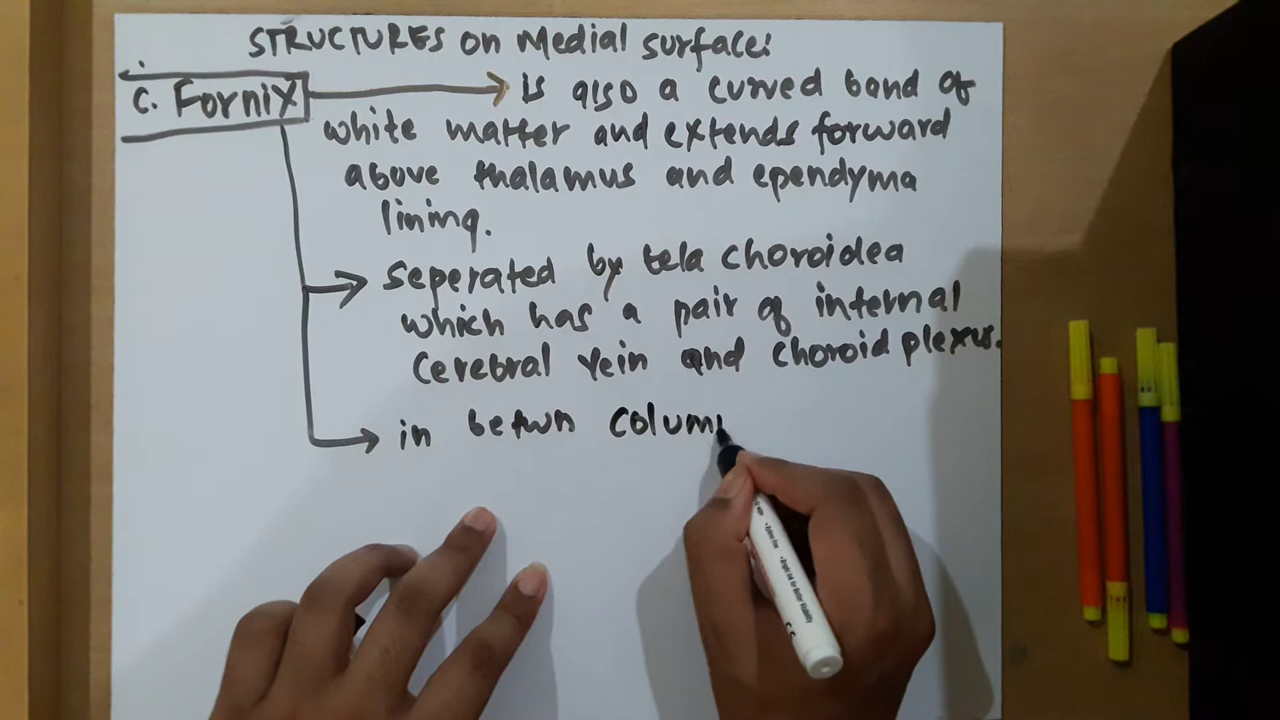 STRUCTURES on Medial surface:
C. Fornix
is also a curved band of
white matter and extends forward
above thalamus and ependyma
lining.
seperated by tela choroidea
which has a pair of internal
cerebral vein and choroid plexus.
in betwn colum